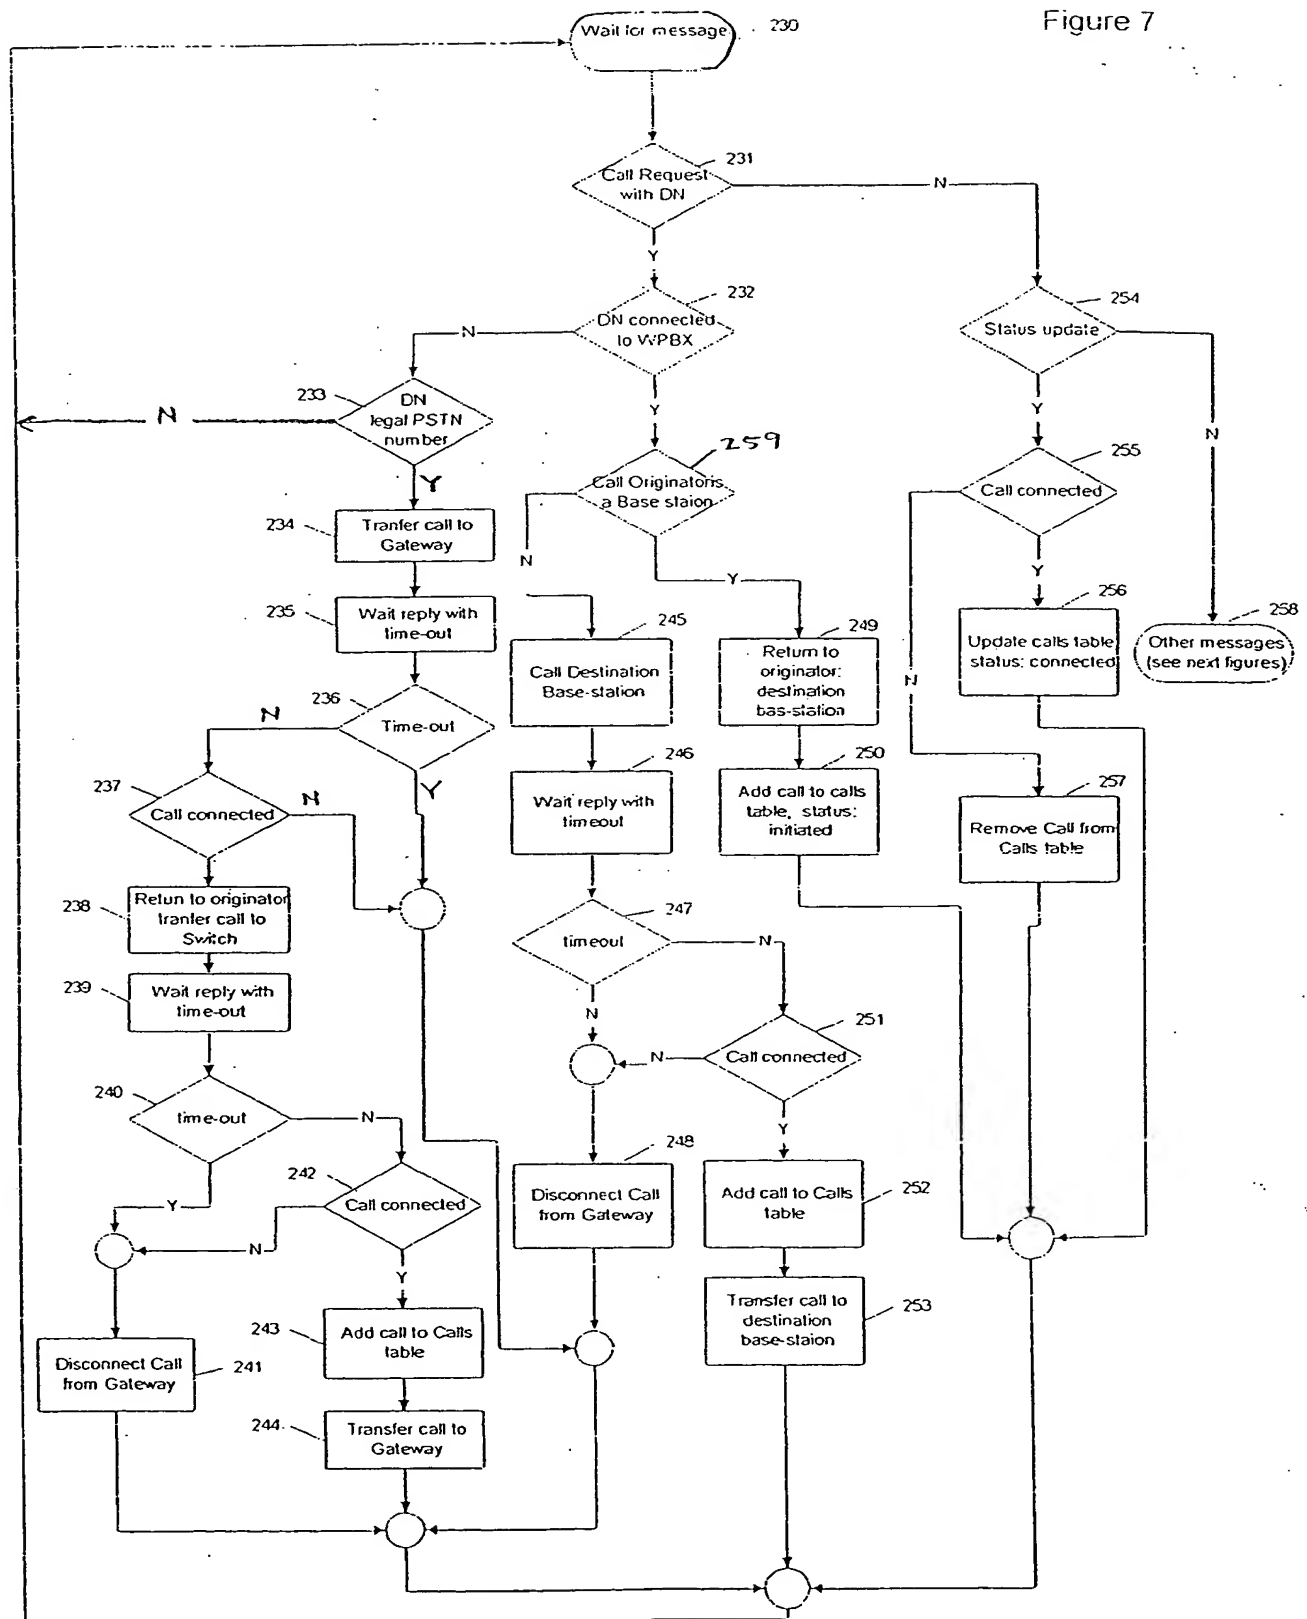 Figure 7
Wait for message
230
231
Call Request
with DN
N
Y
232
DN connected
to WPBX
N
Y
254
Status update
Y
N
233
DN
legal PSTN
number
N
Y
259
Call Originatoris
a Base staion
N
Y
255
Call connected
N
Y
234
Tranfer call to
Gateway
235
Wait reply with
time-out
236
Time-out
N
Y
245
Call Destination
Base-station
249
Return to
originator:
destination
bas-station
256
Update calls table
status: connected
258
Other messages
(see next figures)
237
Call connected
N
246
Wait reply with
timeout
250
Add call to calls
table, status:
initiated
257
Remove Call from
Calls table
238
Retun to originator
tranfer call to
Switch
239
Wait reply with
time-out
247
timeout
N
N
251
Call connected
N
Y
240
time-out
N
Y
242
Call connected
N
Y
248
Disconnect Call
from Gateway
252
Add call to Calls
table
253
Transfer call to
destination
base-staion
243
Add call to Calls
table
241
Disconnect Call
from Gateway
244
Transfer call to
Gateway